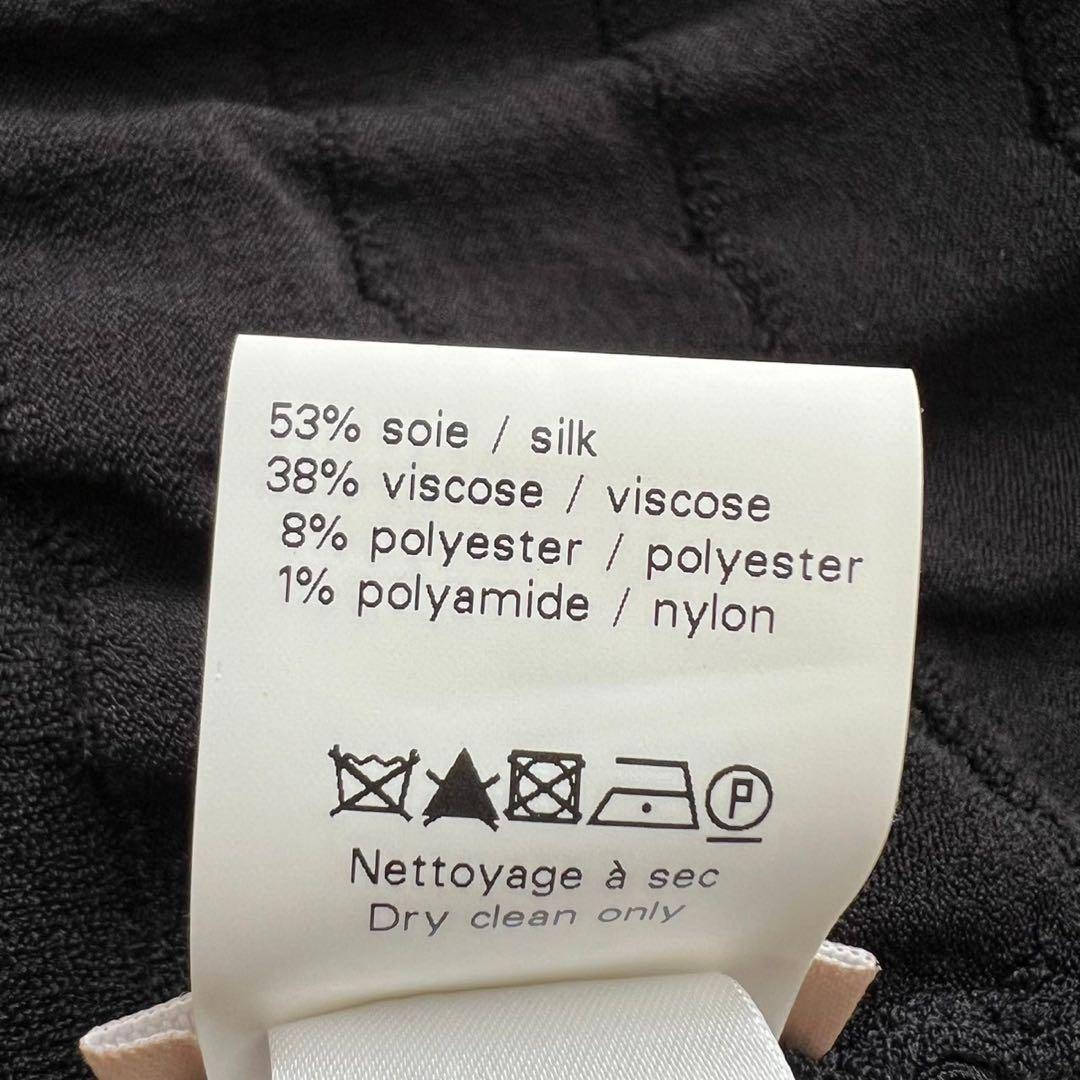 53% soie / silk
38% viscose / viscose
8% polyester / polyester
1% polyamide / nylon
P
Nettoyage à sec
Dry clean only